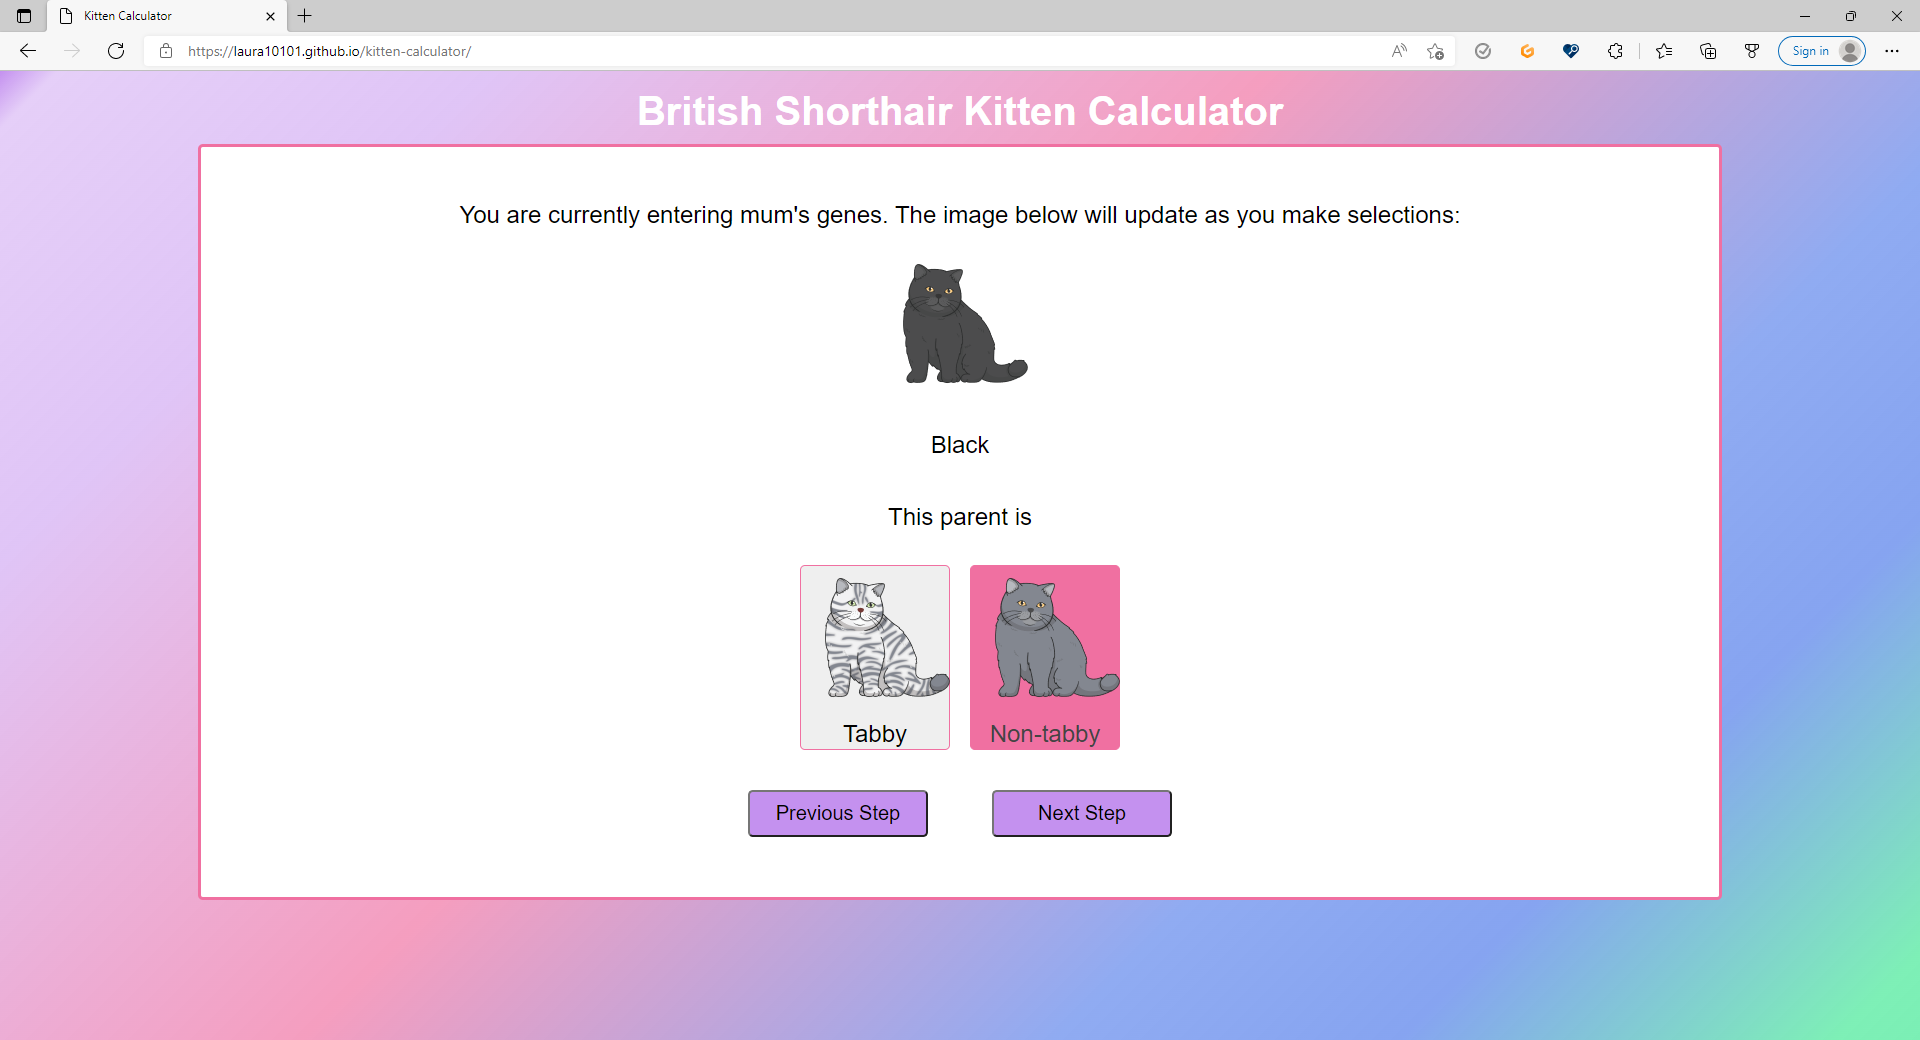 Kitten Calculator
https://laura10101.github.io/kitten-calculator/
Sign in
British Shorthair Kitten Calculator
You are currently entering mum's genes. The image below will update as you make selections:
Black
This parent is
Tabby
Non-tabby
Previous Step
Next Step